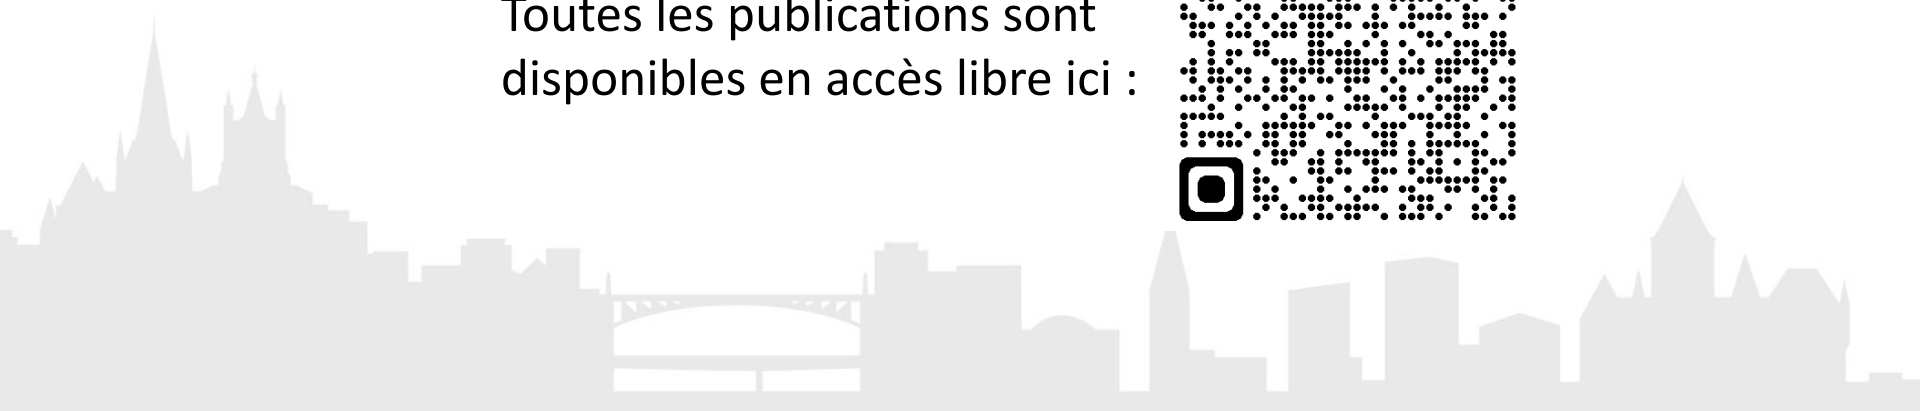 Toutes les publications sont
disponibles en accès libre ici :